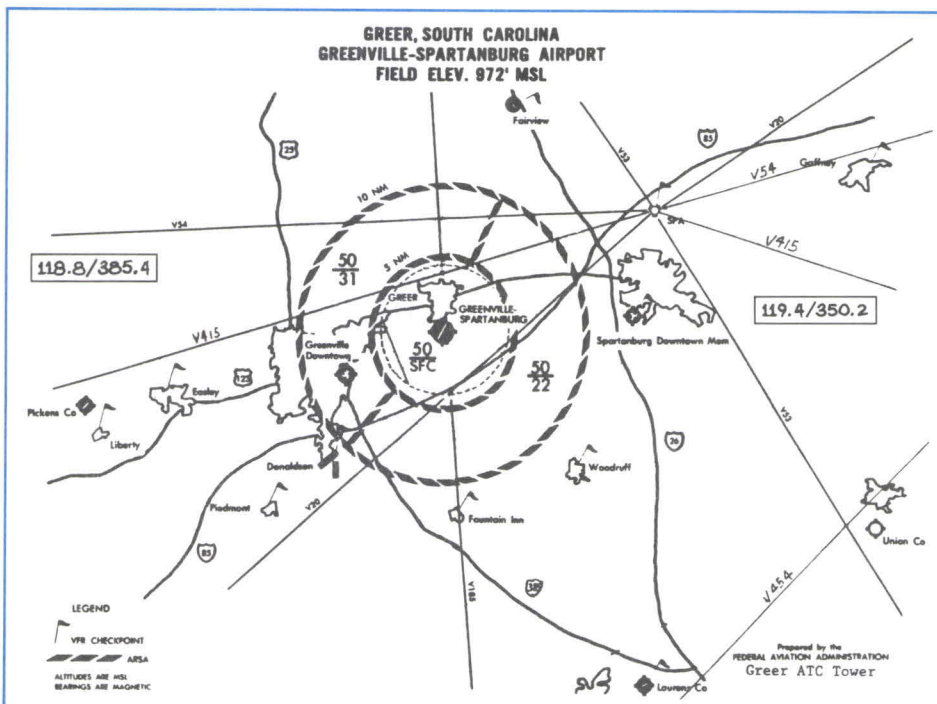 GREER, SOUTH CAROLINA
GREENVILLE-SPARTANBURG AIRPORT
FIELD ELEV. 972' MSL
Fairview
V20
85
25
V53
Gaffney
V54
10 NM
SFA
V54
V415
118.8/385.4
50
31
5 NM
GREER
GREENVILLE-
SPARTANBURG
119.4/350.2
V415
Greenville
Downtown
50
SFC
Spartanburg Downtown Mem
50
22
123
Easley
Pickens Co
Liberty
V53
26
Donaldson
Woodruff
Piedmont
V20
Fountain Inn
Union Co
85
V185
385
V454
LEGEND
VFR CHECKPOINT
ARSA
ALTITUDES ARE MSL
BEARINGS ARE MAGNETIC
Prepared by the
FEDERAL AVIATION ADMINISTRATION
Greer ATC Tower
Laurens Co